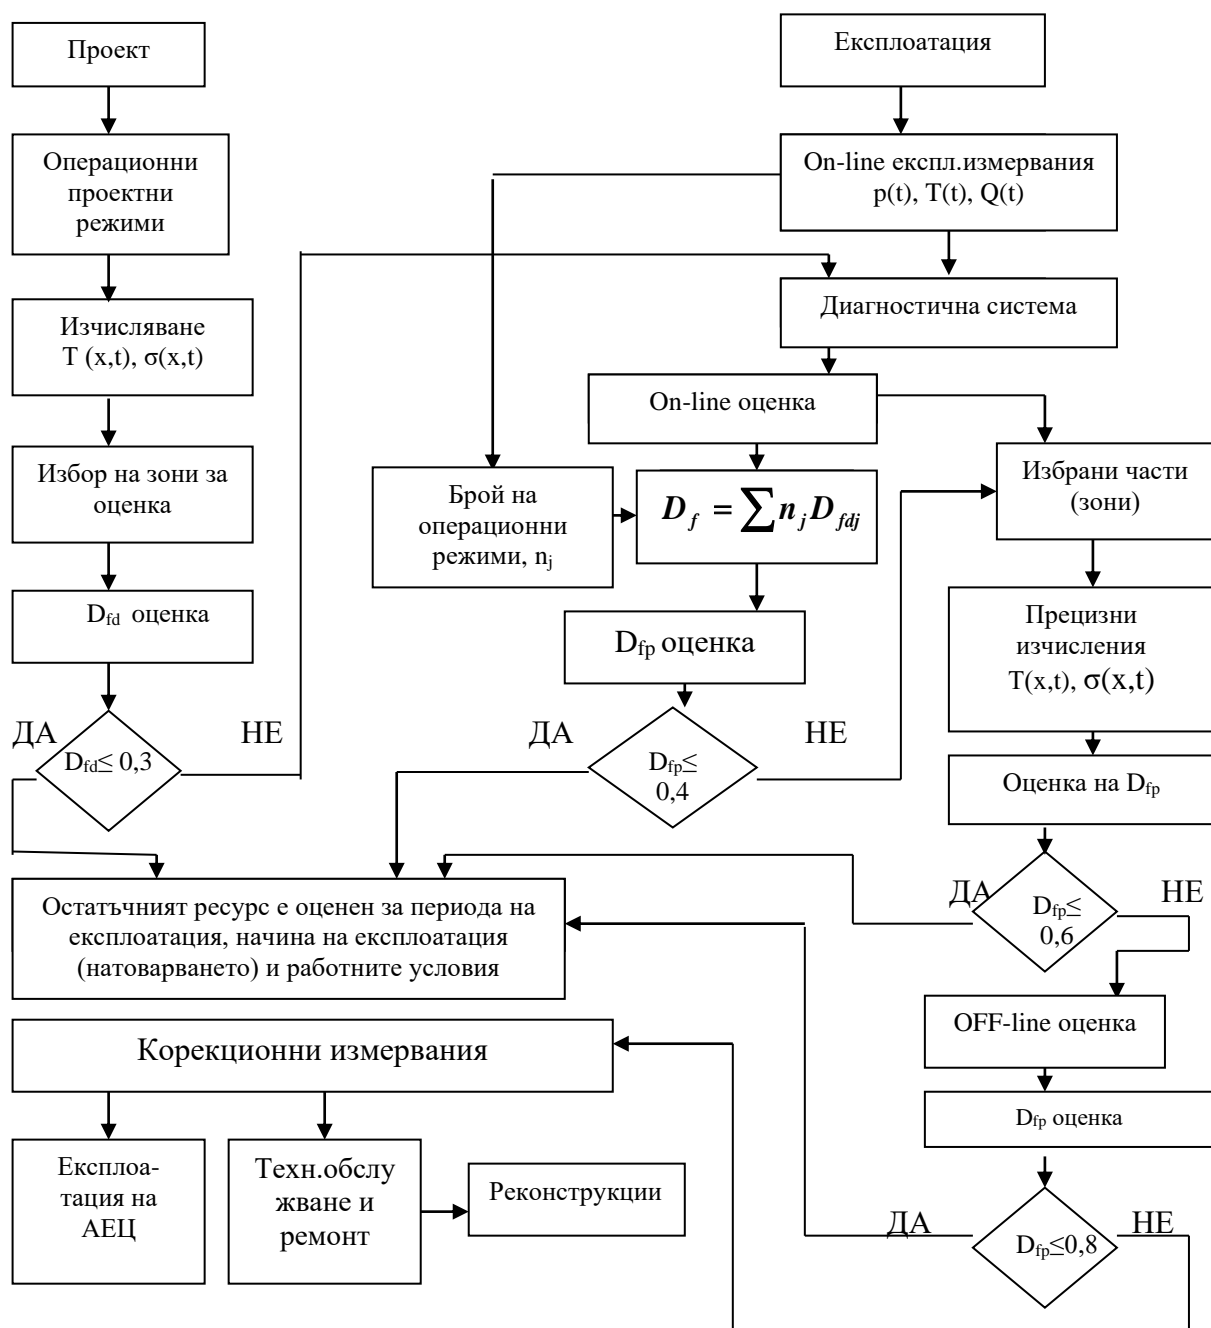 Проект
Експлоатация
Операционни
проектни
режими
On-line експл.измервания
p(t), T(t), Q(t)
Изчисляване
T (x,t), σ(x,t)
Диагностична система
On-line оценка
Избор на зони за
оценка
Брой на
операционни
режими, nj
D f = ∑ n j D fdj
Избрани части
(зони)
Dfd оценка
Dfp оценка
Прецизни
изчисления
T(x,t), σ(x,t)
ДА
НЕ
Dfd≤ 0,3
ДА
НЕ
Dfp≤
0,4
Оценка на Dfp
ДА
НЕ
Dfp≤
0,6
Остатъчният ресурс е оценен за периода на
експлоатация, начина на експлоатация
(натоварването) и работните условия
OFF-line оценка
Корекционни измервания
Dfp оценка
Експлоа-
тация на
АЕЦ
Техн.обслу
жване и
ремонт
Реконструкции
ДА
НЕ
Dfp≤0,8